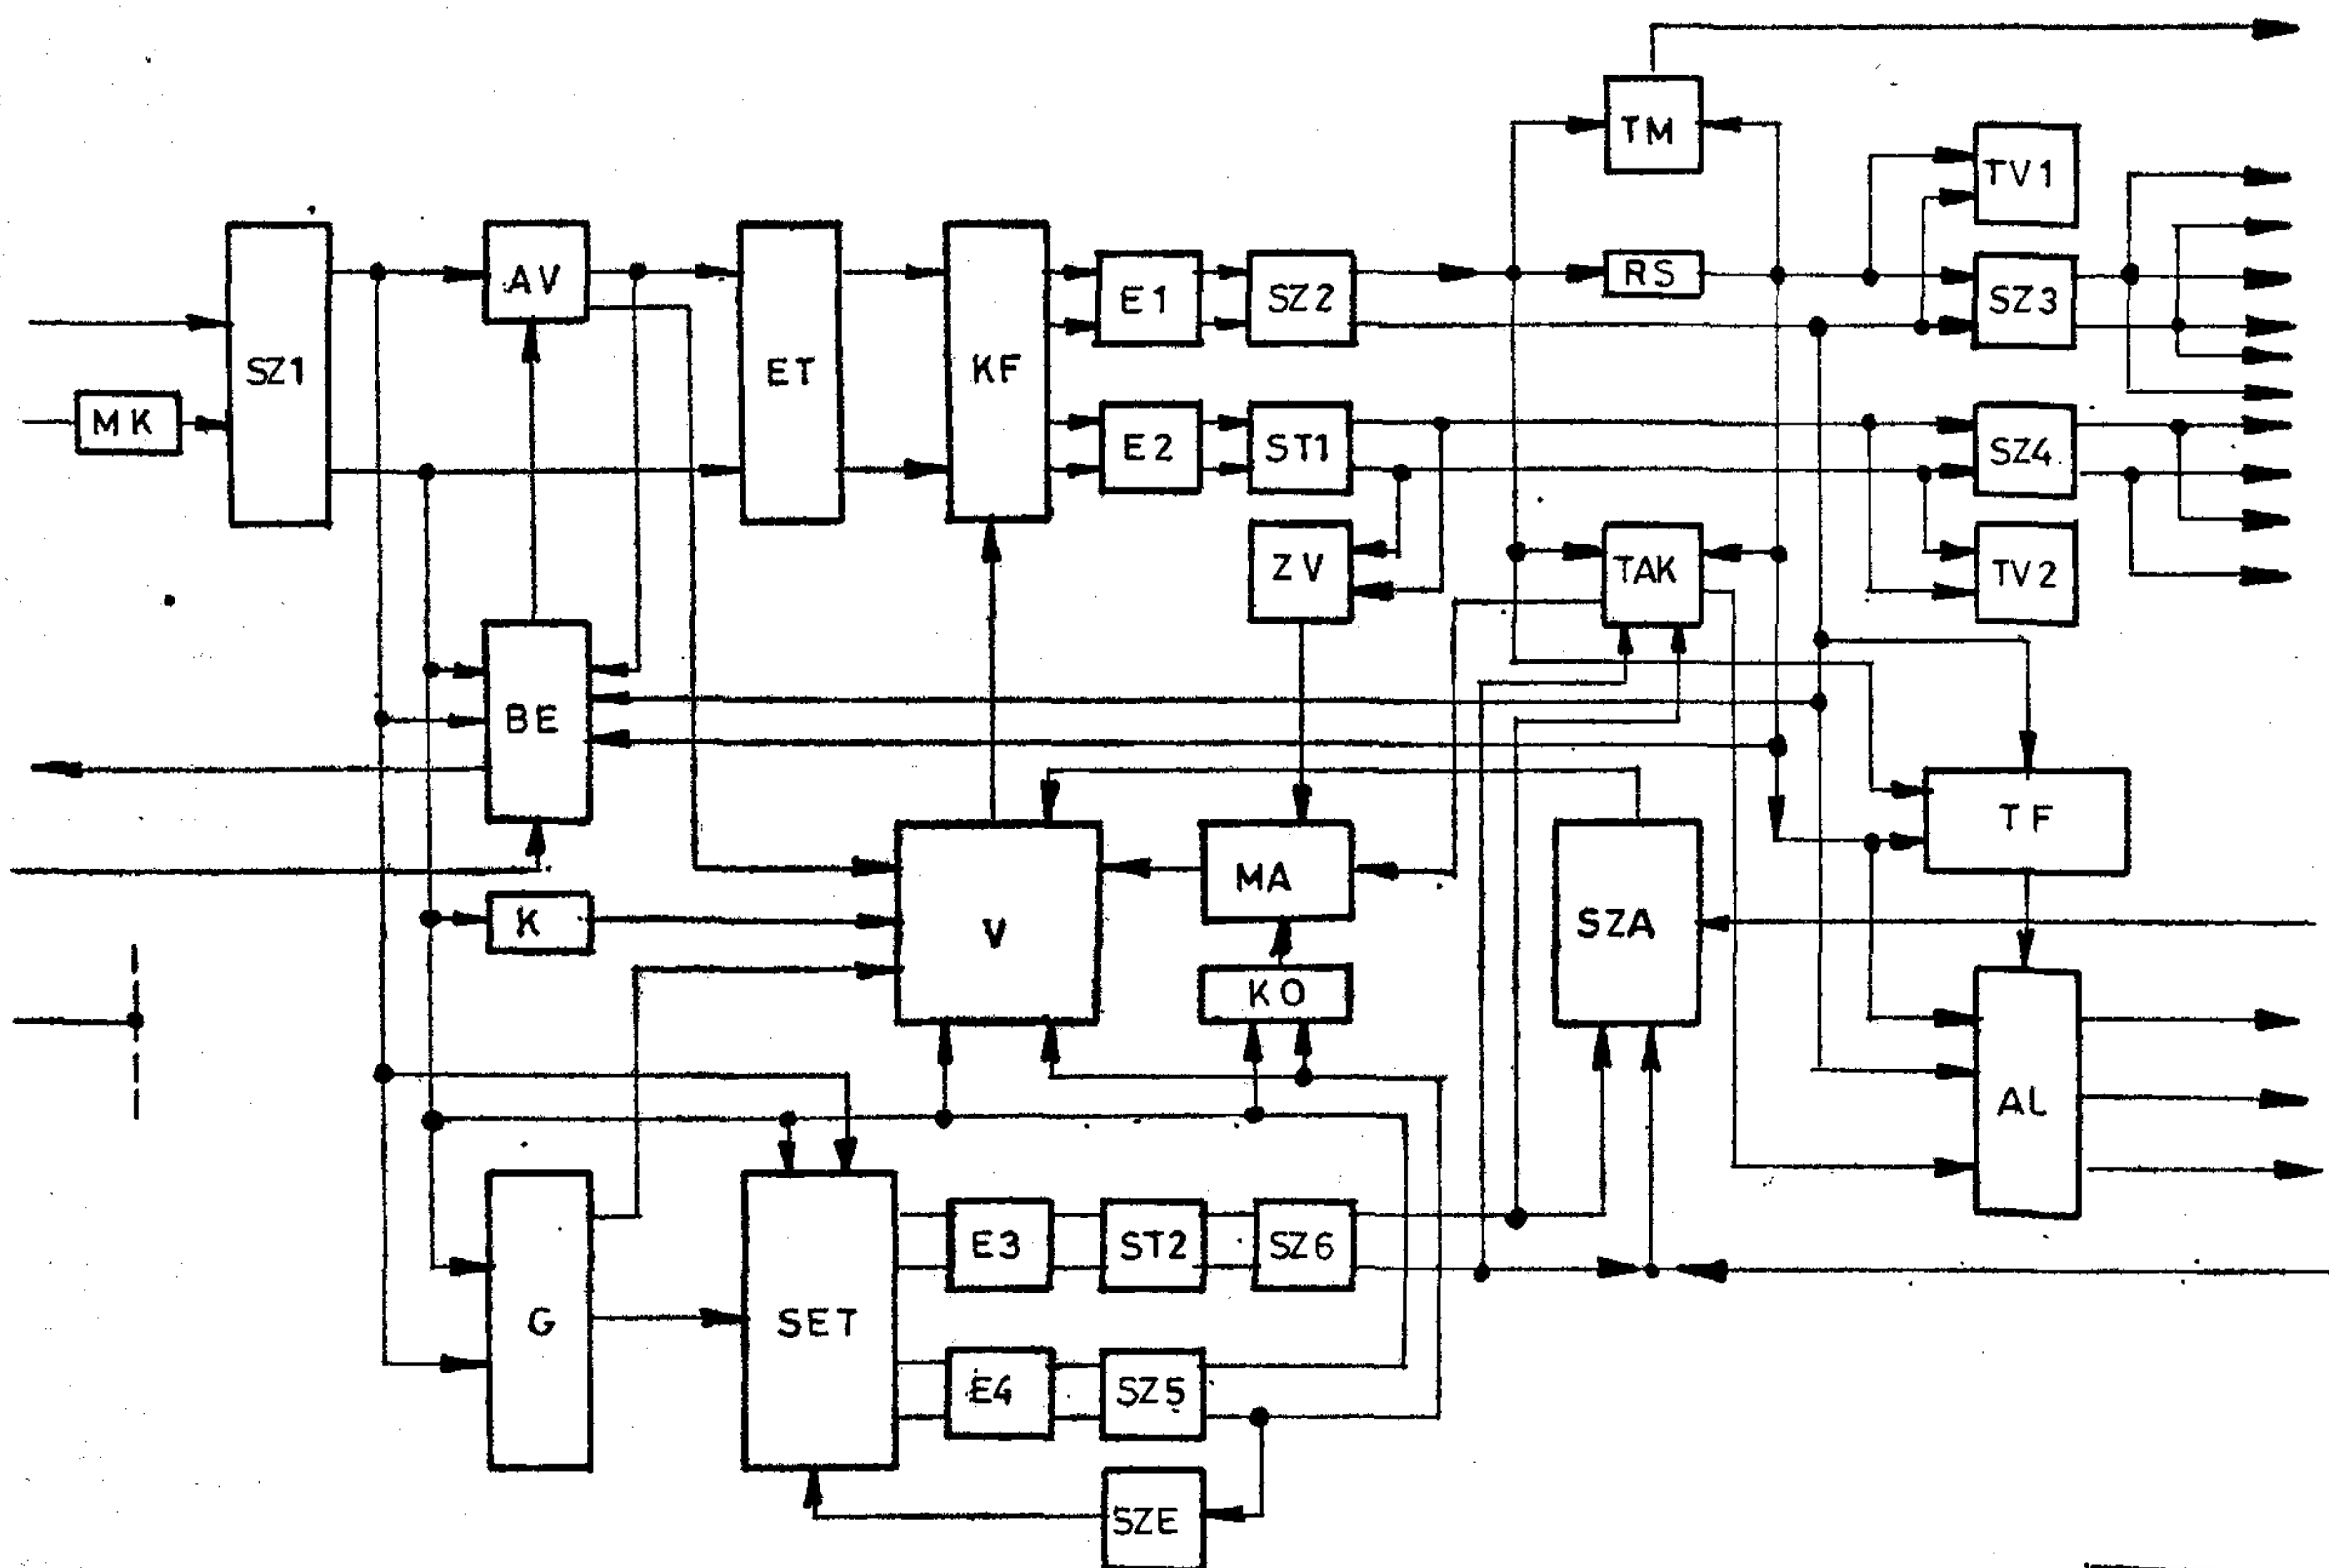 TM
TV1
AV
RS
SZ1
ET
KF
E1
SZ2
SZ3
MK
E2
ST1
SZ4
ZV
TAK
TV2
BE
TF
MA
K
V
SZA
KO
AL
G
SET
E3
ST2
SZ6
E4
SZ5
SZE